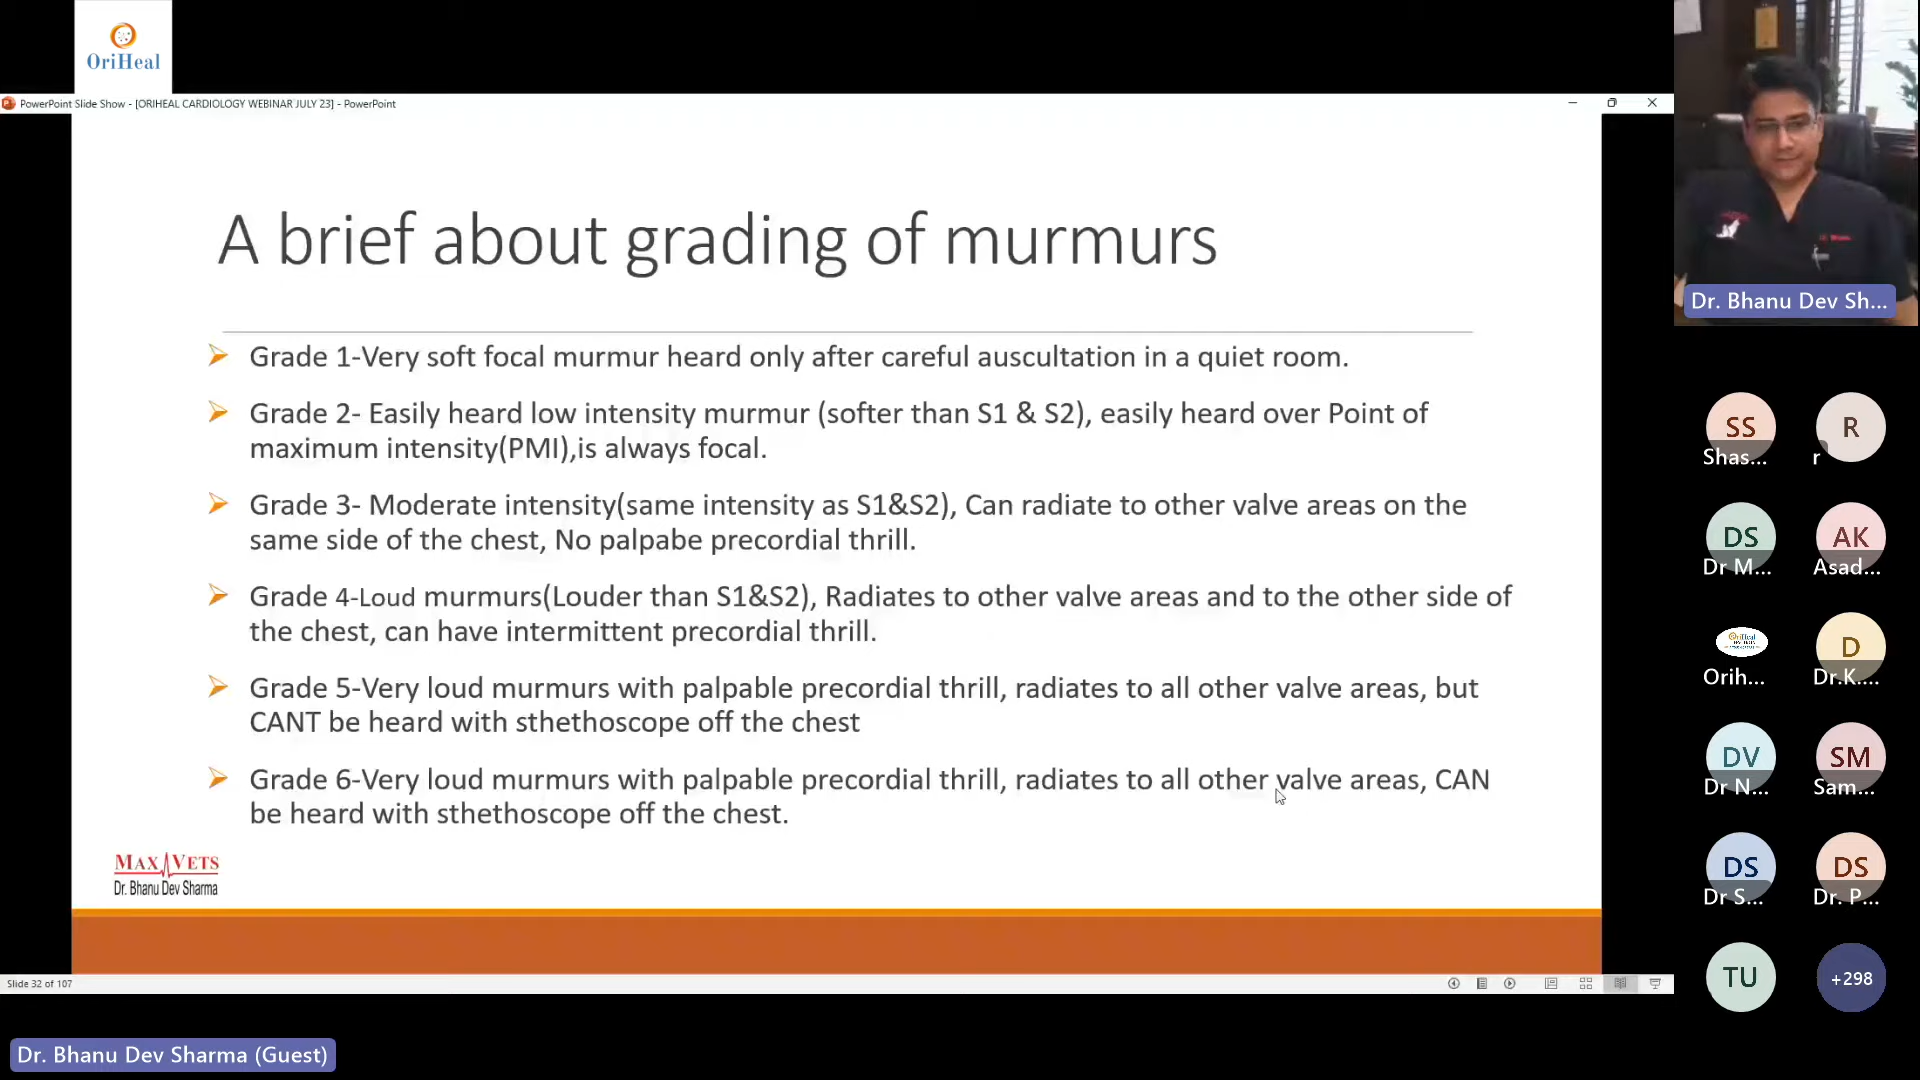 OriHeal
PowerPoint Slide Show - [ORIHEAL CARDIOLOGY WEBINAR JULY 23] - PowerPoint
A brief about grading of murmurs
Grade 1-Very soft focal murmur heard only after careful auscultation in a quiet room.
Grade 2- Easily heard low intensity murmur (softer than S1 & S2), easily heard over Point of
maximum intensity(PMI),is always focal.
Grade 3- Moderate intensity(same intensity as S1&S2), Can radiate to other valve areas on the
same side of the chest, No palpabe precordial thrill.
Grade 4-Loud murmurs(Louder than S1&S2), Radiates to other valve areas and to the other side of
the chest, can have intermittent precordial thrill.
Grade 5-Very loud murmurs with palpable precordial thrill, radiates to all other valve areas, but
CANT be heard with sthethoscope off the chest
Grade 6-Very loud murmurs with palpable precordial thrill, radiates to all other valve areas, CAN
be heard with sthethoscope off the chest.
MAX VETS
Dr. Bhanu Dev Sharma
Slide 32 of 107
Dr. Bhanu Dev Sharma (Guest)
Dr. Bhanu Dev Sh...
SS
Shas...
R
r
DS
Dr M...
AK
Asad...
OriHeal
Orih...
D
Dr.K....
DV
Dr N...
SM
Sam...
DS
Dr S...
DS
Dr. P...
TU
+298